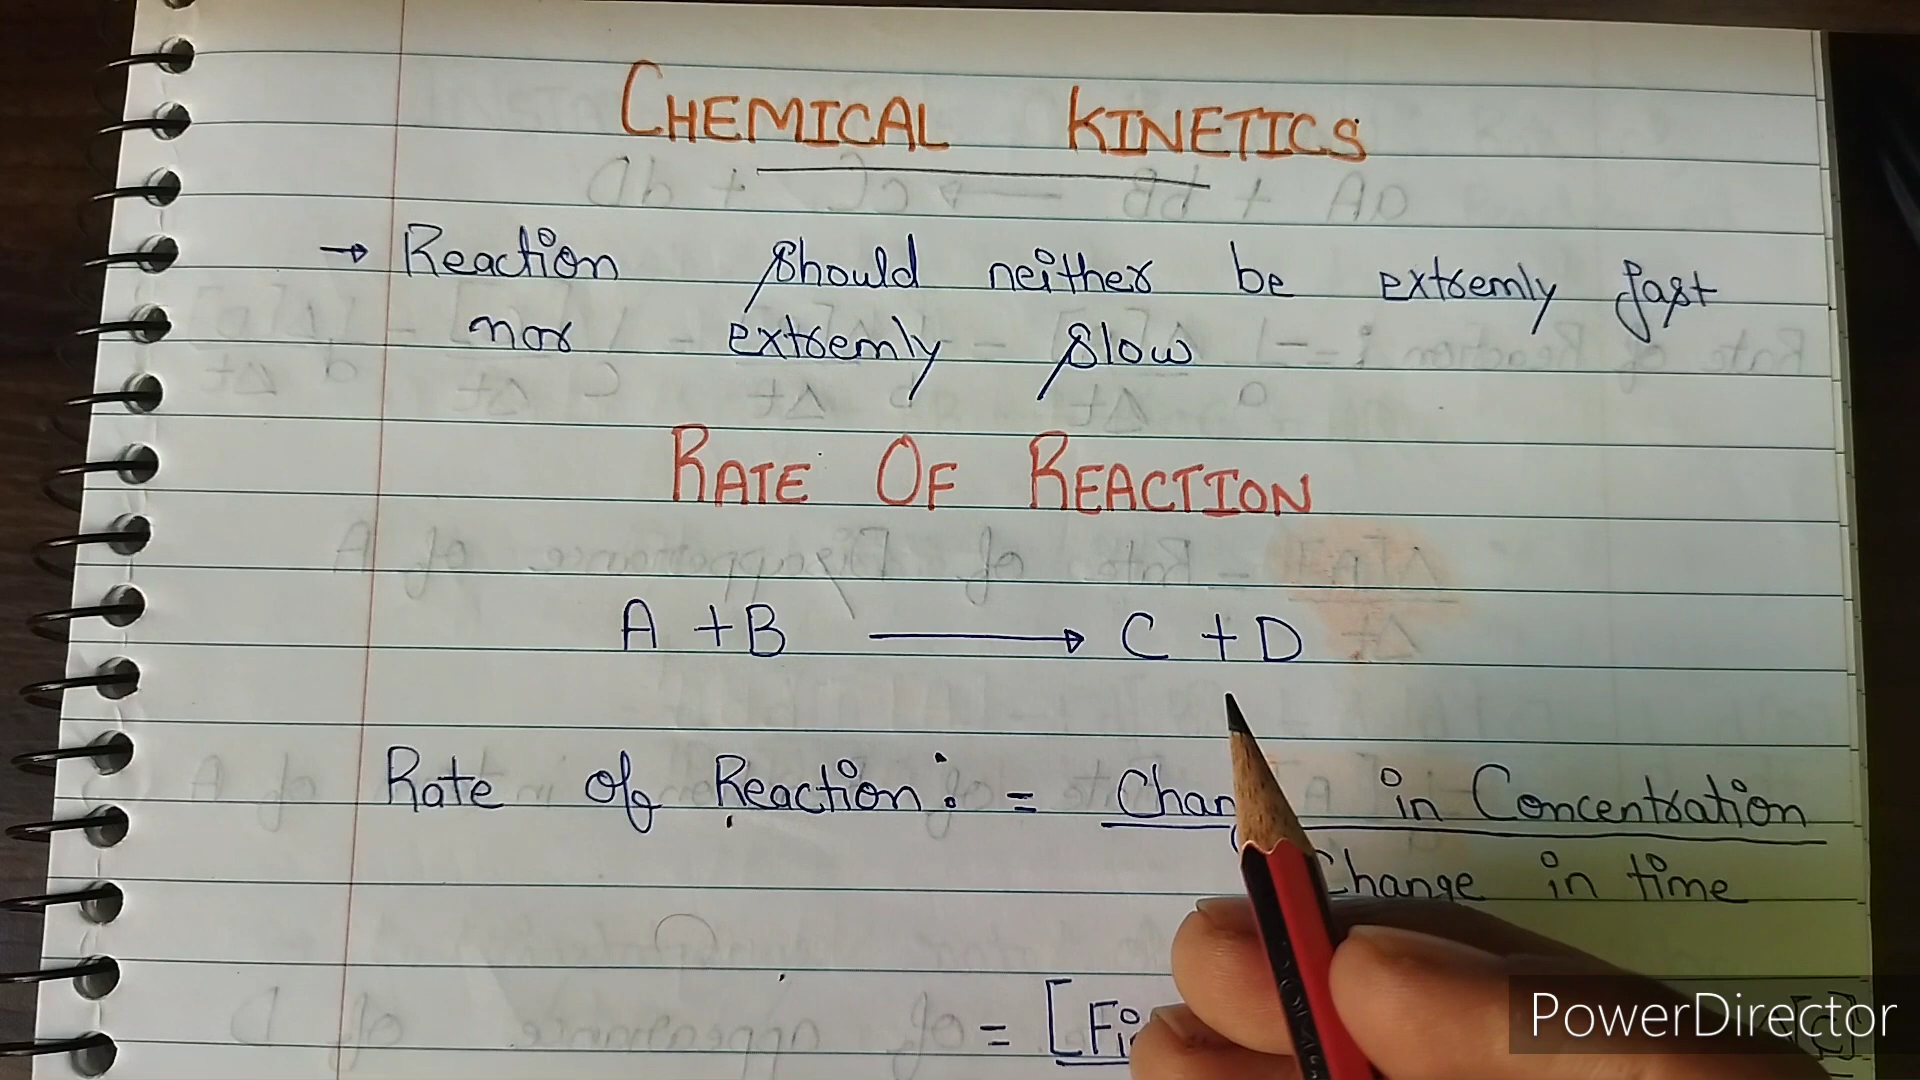 CHEMICAL KINETICS
→ Reaction should neither be extremly fast
nor extremly slow
RATE OF REACTION
A + B ⟶ C + D
Rate of Reaction: = Chan in Concentration
Change in time
= [Fi
PowerDirector